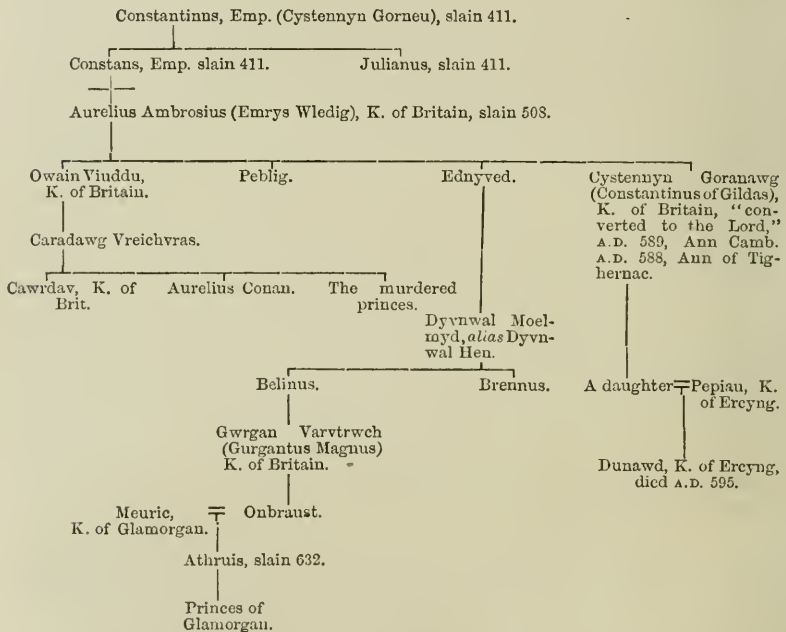 Constantinns, Emp. (Cystennyn Gorneu), slain 411.
Constans, Emp. slain 411.
Julianus, slain 411.
Aurelius Ambrosius (Emrys Wledig), K. of Britain, slain 508.
Owain Viuddu,
K. of Britain.
Peblig.
Ednyved.
Cystennyn Goranawg
(Constantinus of Gildas),
K. of Britain, "con-
verted to the Lord,"
A.D. 589, Ann Camb.
A.D. 588, Ann of Tig-
hernac.
Caradawg Vreichvras.
Cawrdav, K. of
Brit.
Aurelius Conan.
The murdered
princes.
Dyvnwal Moel-
myd, alias Dyvn-
wal Hen.
Belinus.
Brennus.
A daughter
Pepiau, K.
of Ercyng.
Gwrgan Varvtrwch
(Gurgantus Magnus)
K. of Britain.
Dunawd, K. of Ercyng,
died A.D. 595.
Meuric,
K. of Glamorgan.
Onbraust.
Athruis, slain 632.
Princes of
Glamorgan.